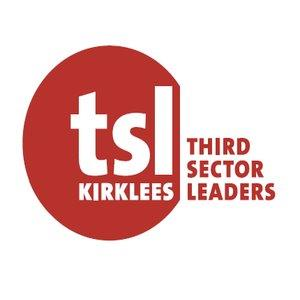 tsl
KIRKLEES
THIRD
SECTOR
LEADERS